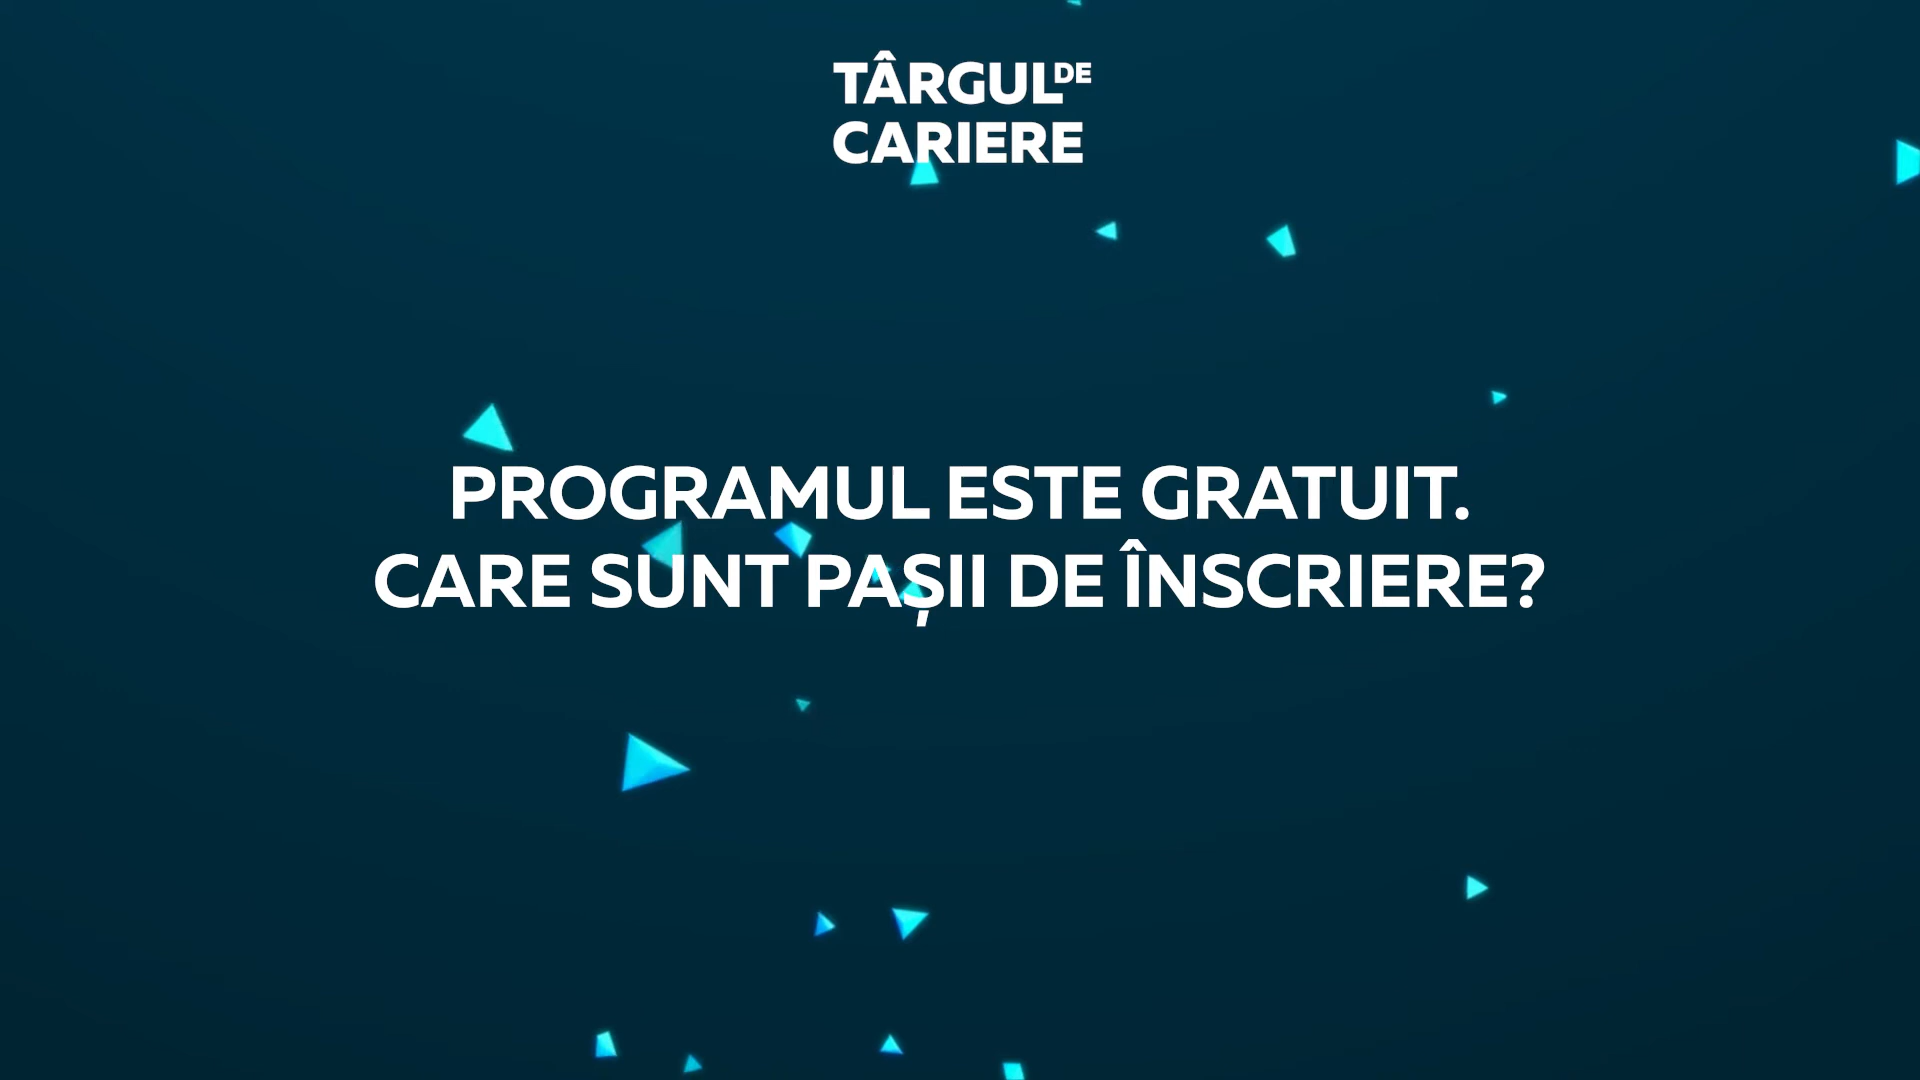 TÂRGUL DE
CARIERE
PROGRAMUL ESTE GRATUIT.
CARE SUNT PAȘII DE ÎNSCRIERE?